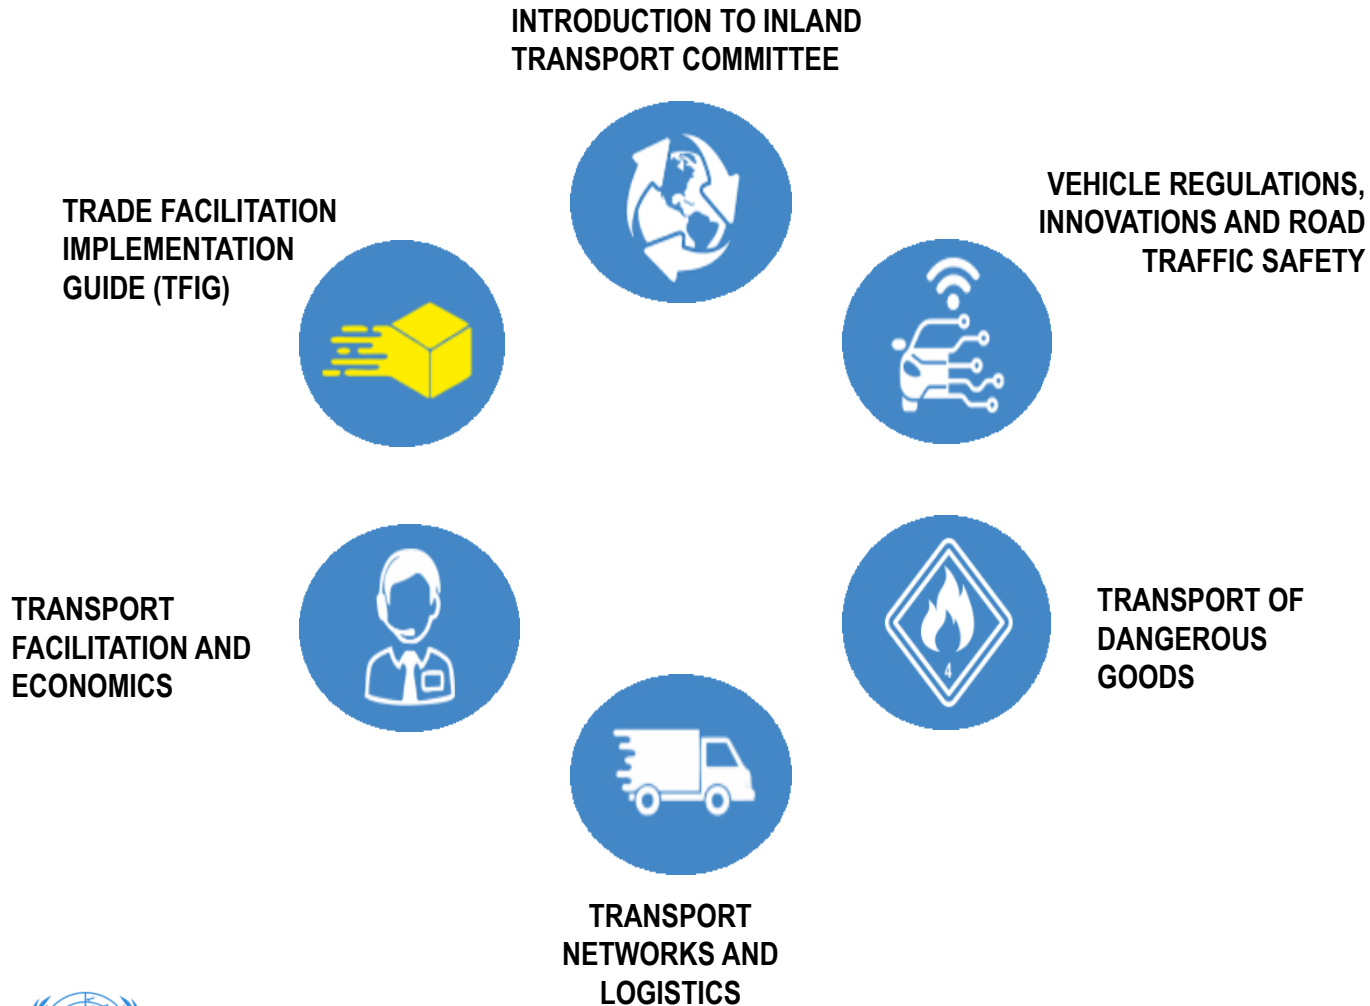 INTRODUCTION TO INLAND
TRANSPORT COMMITTEE
VEHICLE REGULATIONS,
INNOVATIONS AND ROAD
TRAFFIC SAFETY
TRADE FACILITATION
IMPLEMENTATION
GUIDE (TFIG)
TRANSPORT
FACILITATION AND
ECONOMICS
4
TRANSPORT OF
DANGEROUS
GOODS
TRANSPORT
NETWORKS AND
LOGISTICS